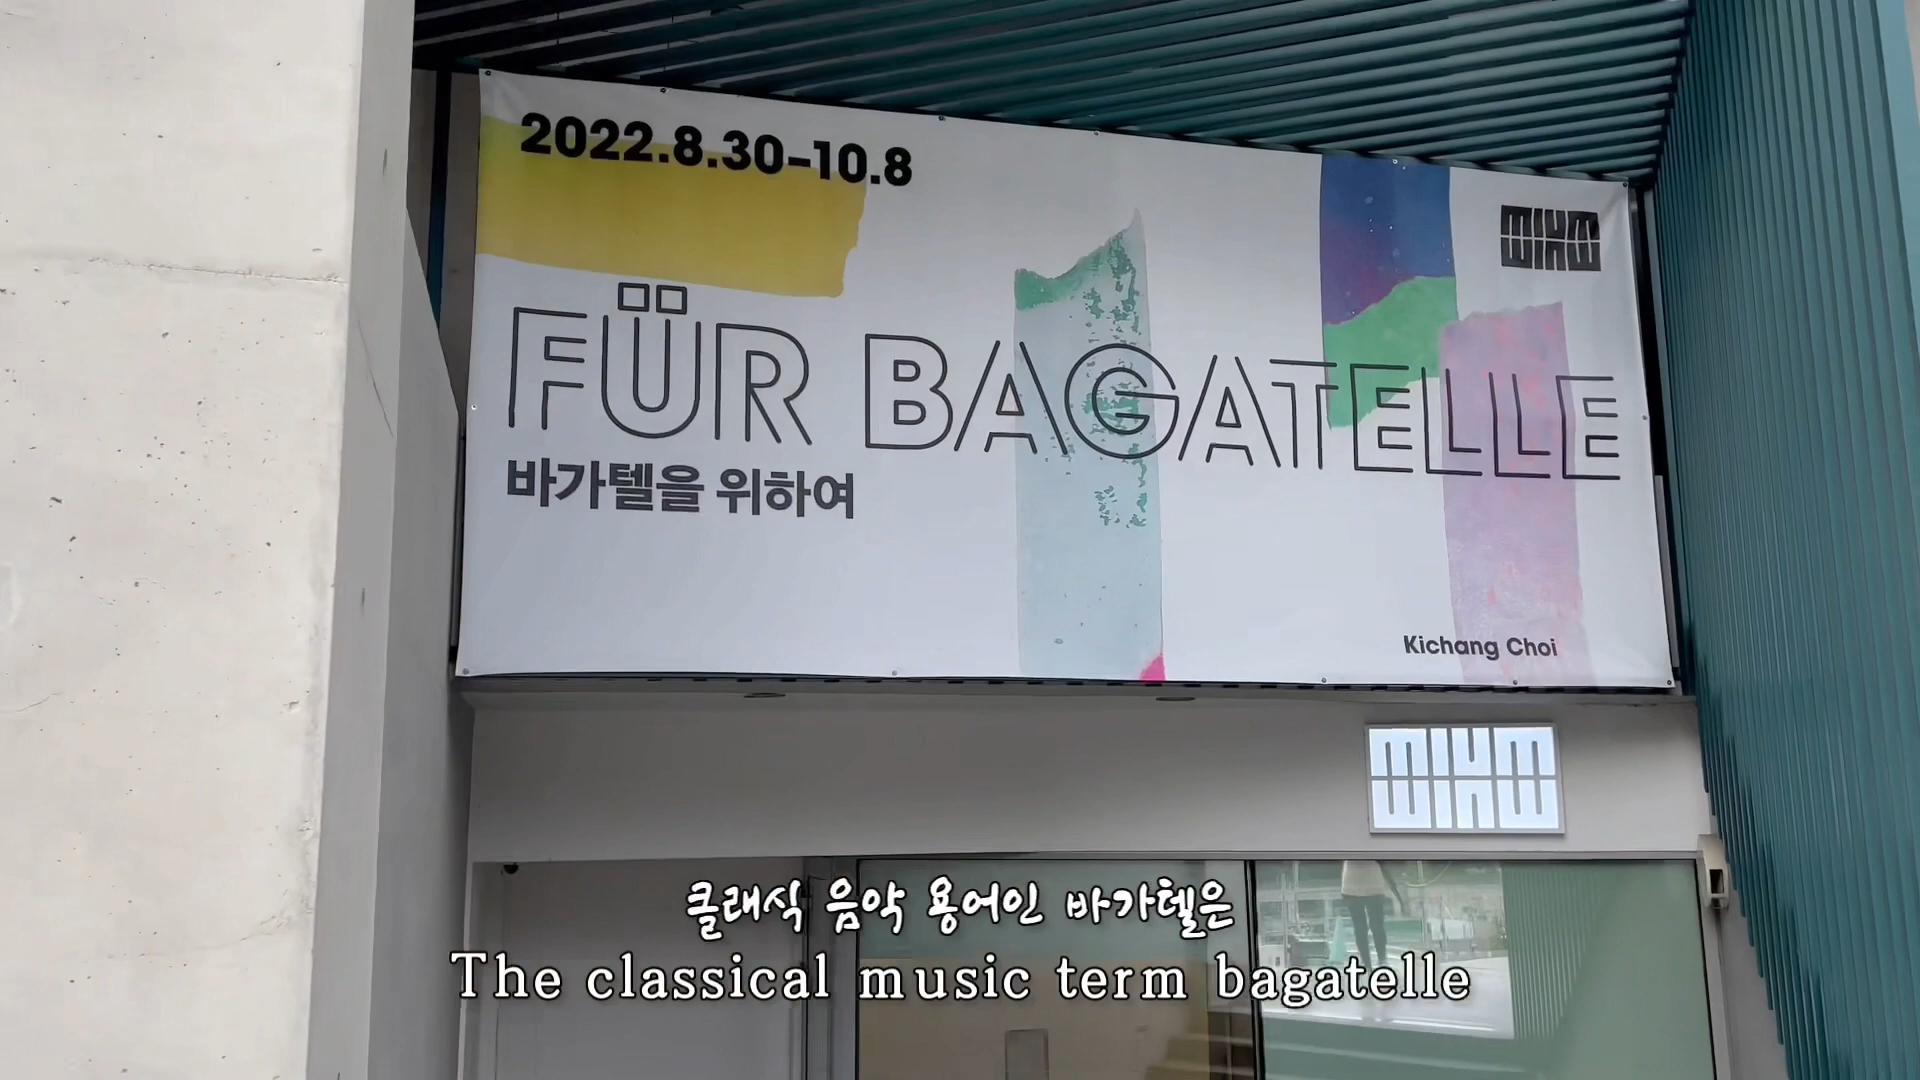 2022.8.30-10.8
FÜR BAGATELLE
바가텔을 위하여
Kichang Choi
클래식 음악 용어인 바가텔은
The classical music term bagatelle